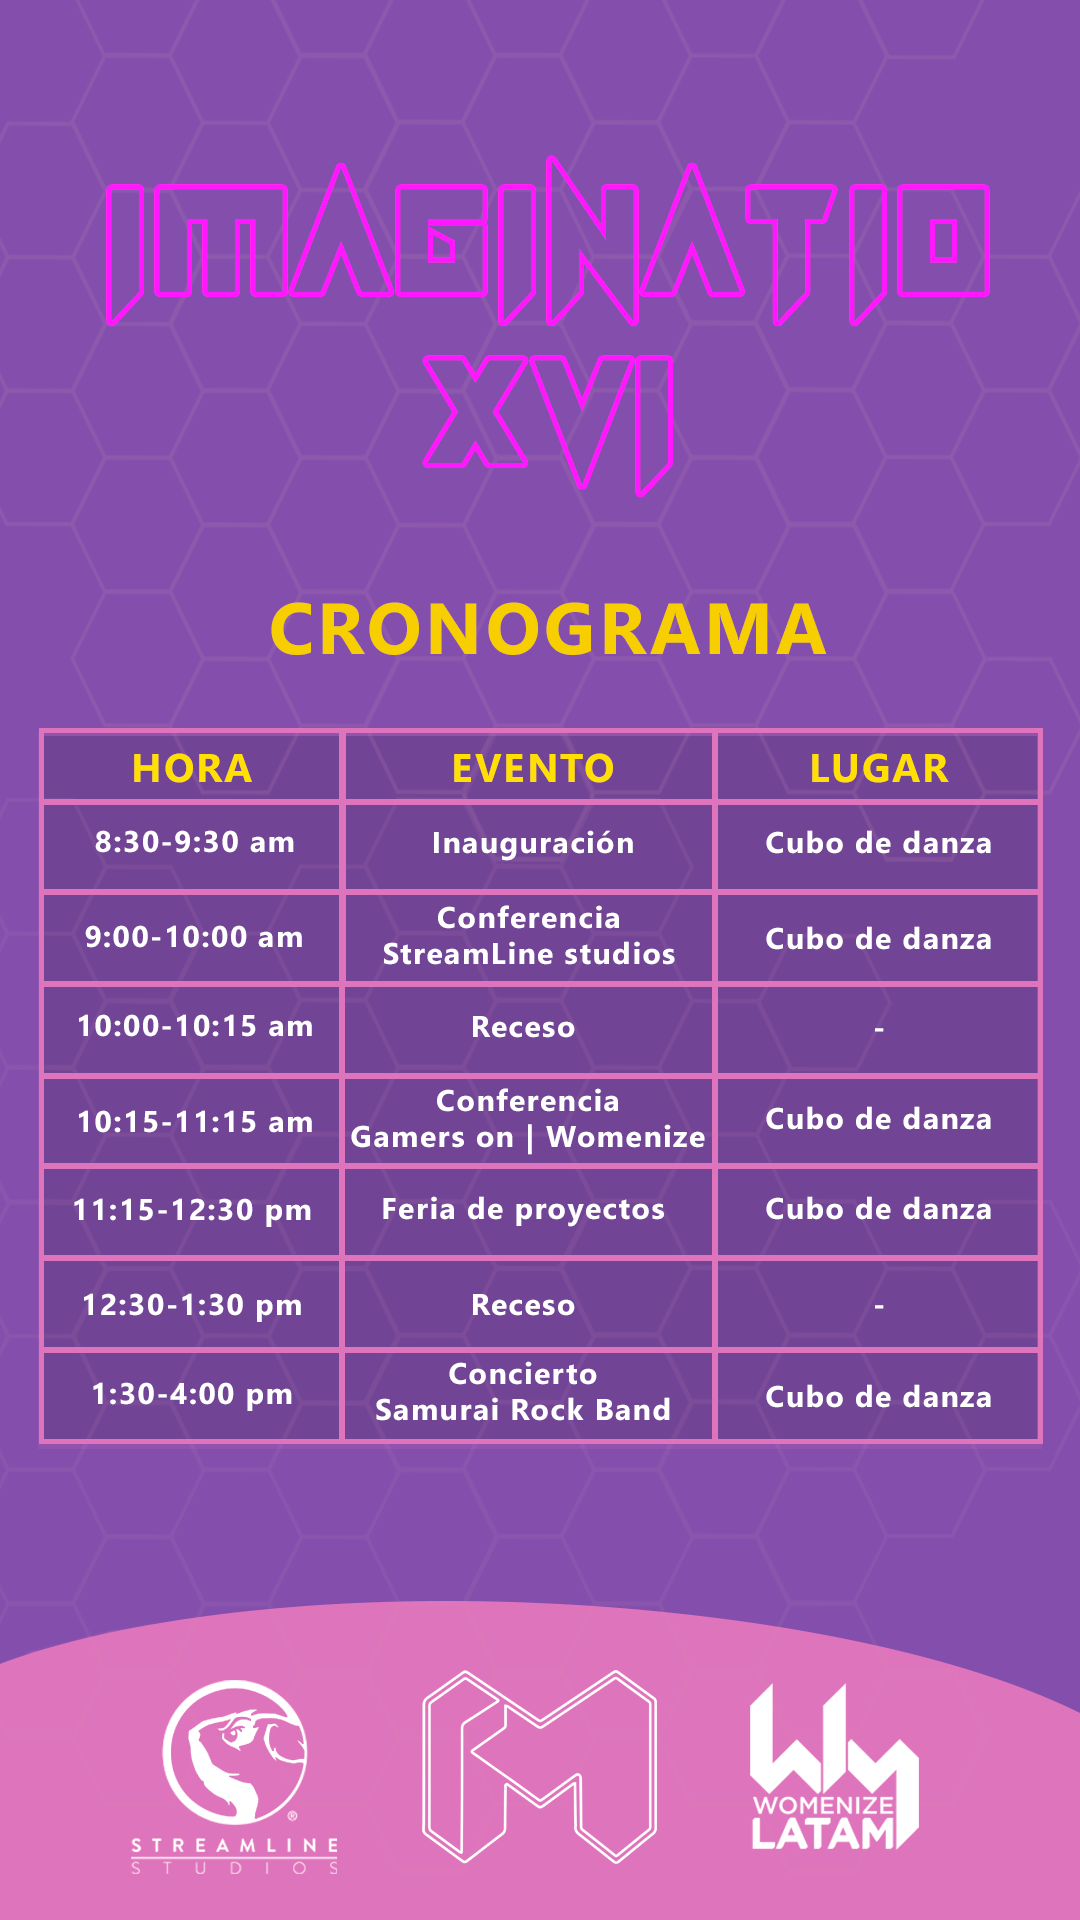 IMAGINATIO
XVI
CRONOGRAMA
HORA EVENTO LUGAR
8:30-9:30 am Inauguración Cubo de danza
9:00-10:00 am Conferencia StreamLine studios Cubo de danza
10:00-10:15 am Receso -
10:15-11:15 am Conferencia Gamers on | Womenize Cubo de danza
11:15-12:30 pm Feria de proyectos Cubo de danza
12:30-1:30 pm Receso -
1:30-4:00 pm Concierto Samurai Rock Band Cubo de danza
®
STREAMLINE
STUDIOS
WOMENIZE
LATAM